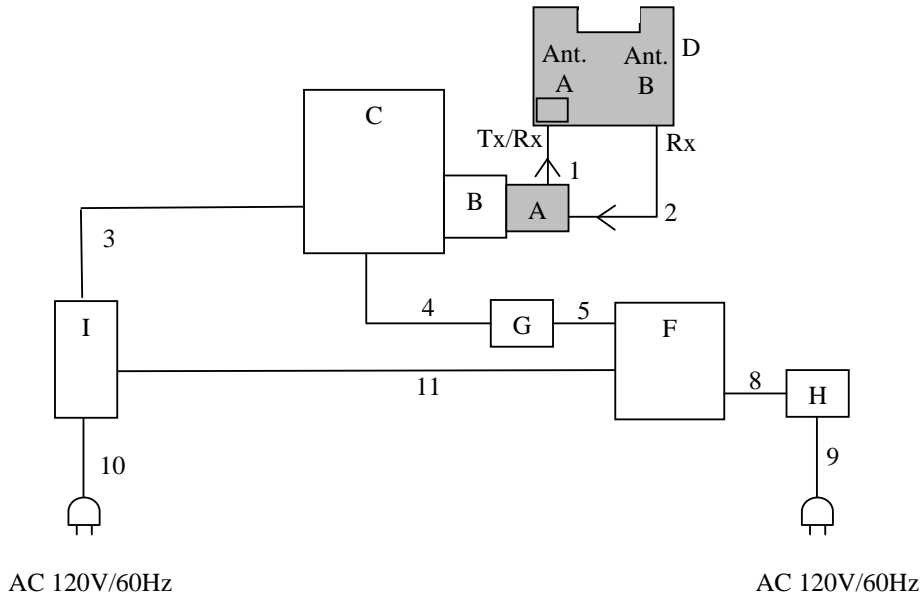 Ant. A
Ant. B
D
C
Tx/Rx
Rx
1
B
A
2
3
I
4
G
5
F
11
8
H
10
9
AC 120V/60Hz
AC 120V/60Hz